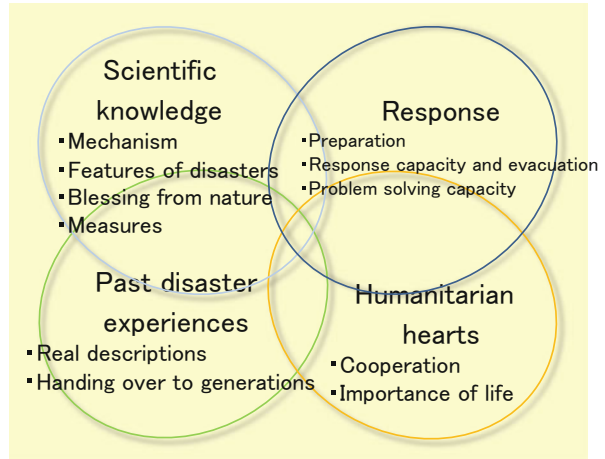 Scientific
knowledge
▪Mechanism
▪Features of disasters
▪Blessing from nature
▪Measures
Response
▪Preparation
▪Response capacity and evacuation
▪Problem solving capacity
Past disaster
experiences
▪Real descriptions
▪Handing over to generations
Humanitarian
hearts
▪Cooperation
▪Importance of life